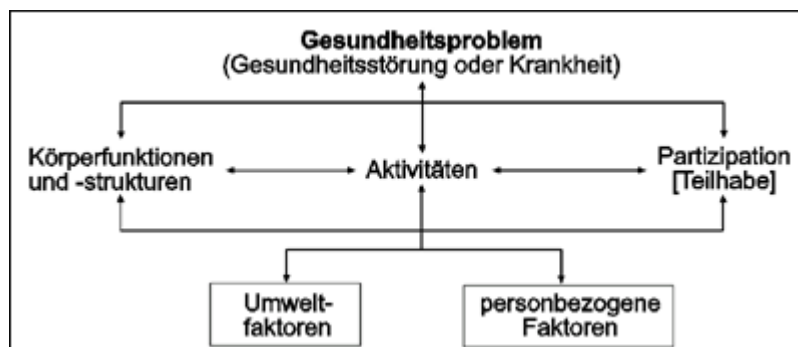 Gesundheitsproblem
(Gesundheitsstörung oder Krankheit)
Körperfunktionen
und -strukturen
Aktivitäten
Partizipation
[Teilhabe]
Umwelt-
faktoren
personbezogene
Faktoren